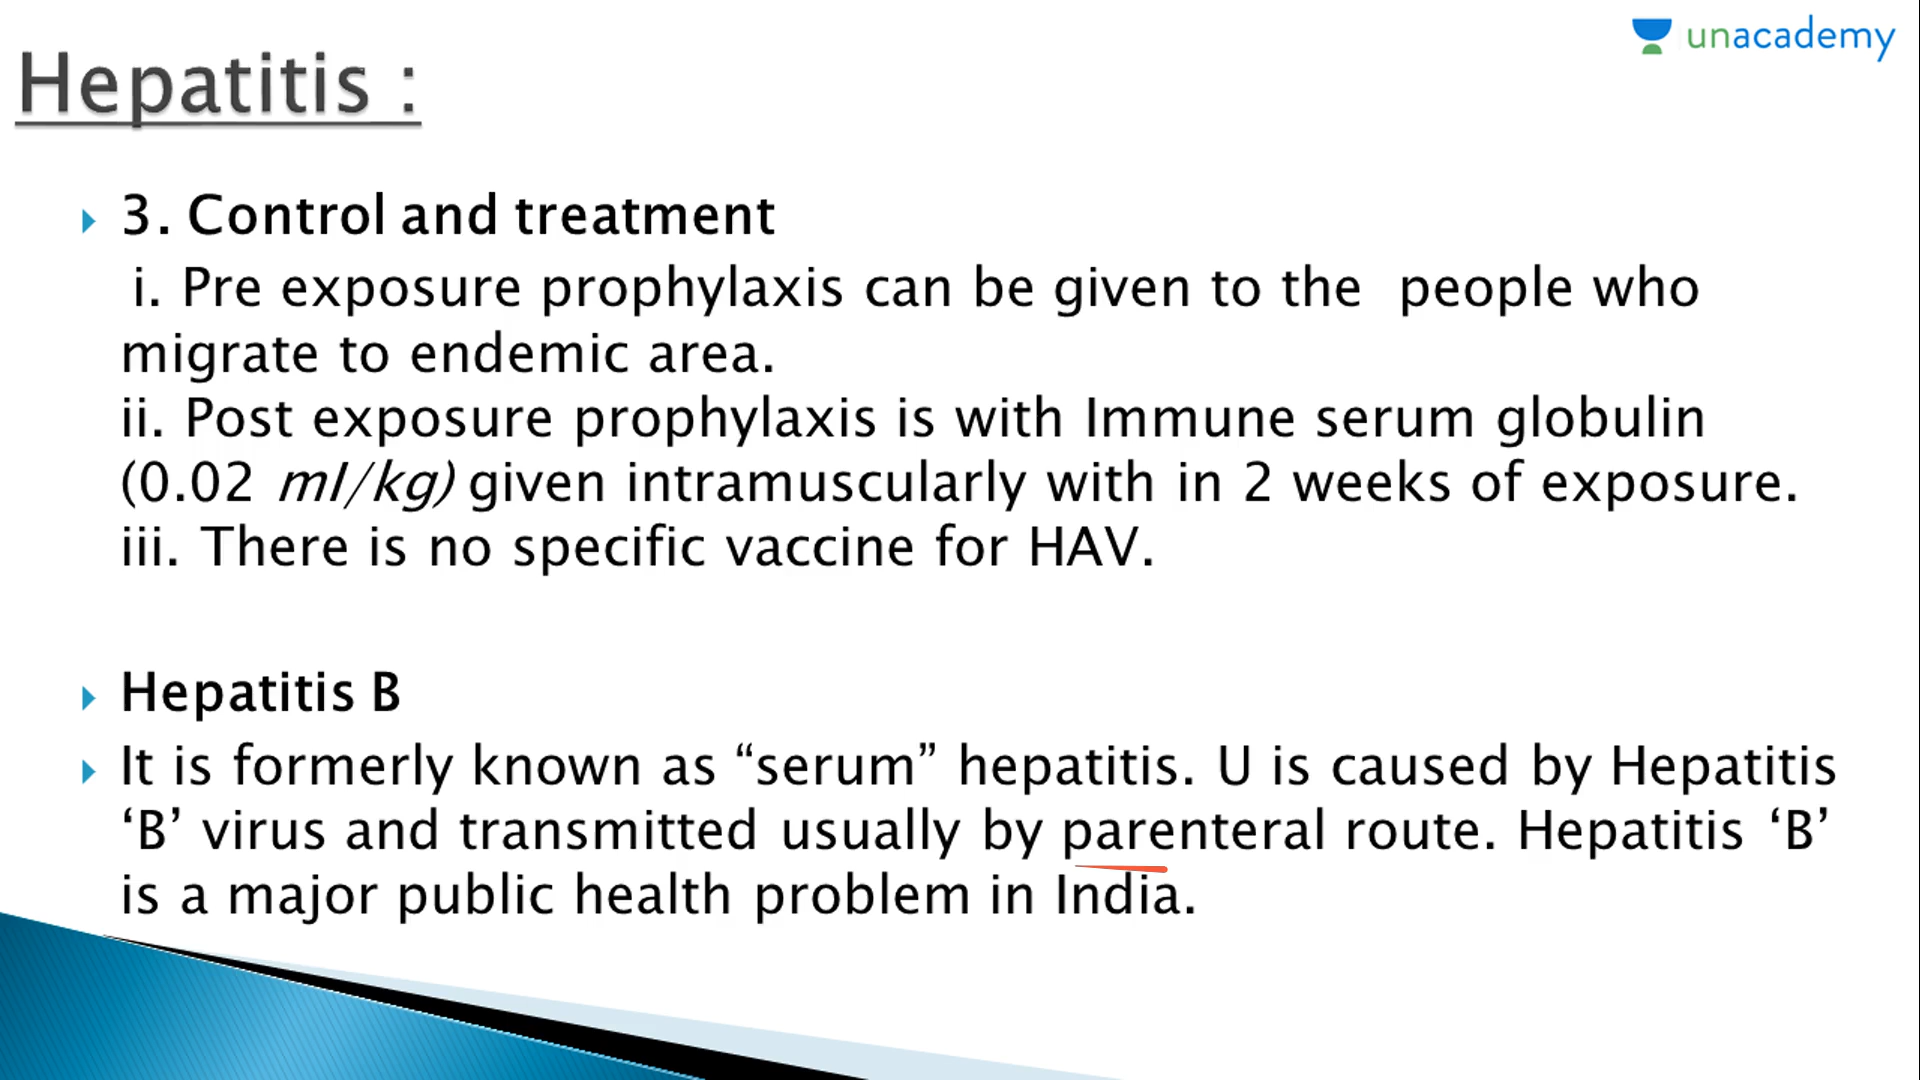 unacademy
Hepatitis :
3. Control and treatment
i. Pre exposure prophylaxis can be given to the people who
migrate to endemic area.
ii. Post exposure prophylaxis is with Immune serum globulin
(0.02 mI/kg) given intramuscularly with in 2 weeks of exposure.
iii. There is no specific vaccine for HAV.
Hepatitis B
It is formerly known as “serum” hepatitis. U is caused by Hepatitis
‘B’ virus and transmitted usually by parenteral route. Hepatitis ‘B’
is a major public health problem in India.